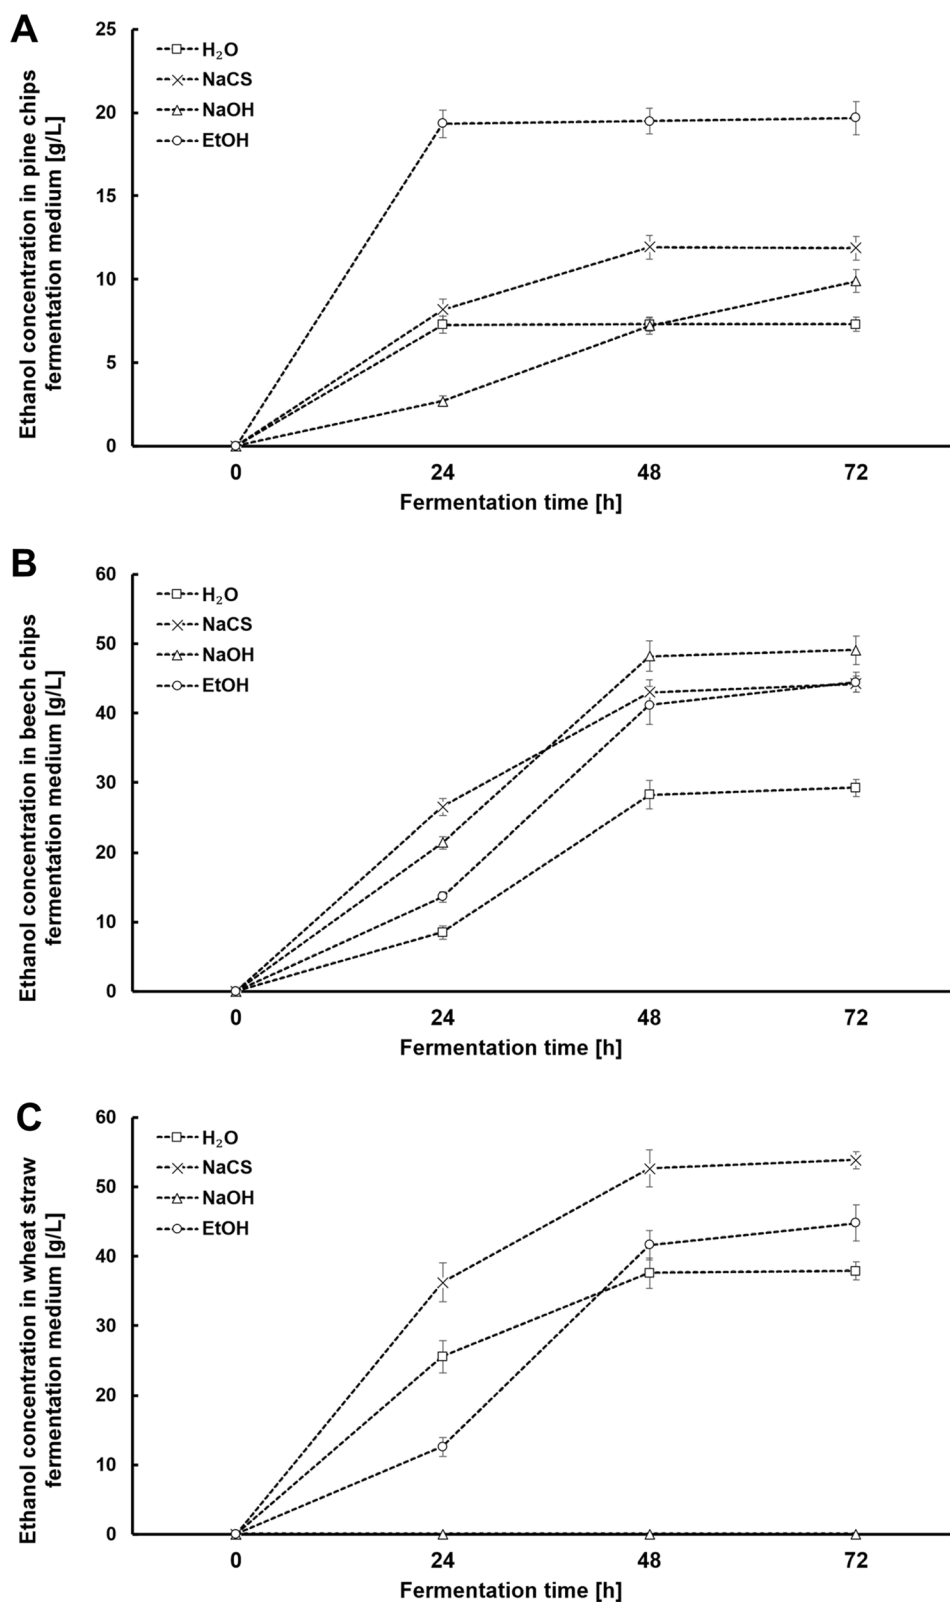 A
Ethanol concentration in pine chips
fermentation medium [g/L]
25
20
15
10
5
0
H₂O
NaCS
NaOH
EtOH
0 24 48 72
Fermentation time [h]
B
Ethanol concentration in beech chips
fermentation medium [g/L]
60
50
40
30
20
10
0
H₂O
NaCS
NaOH
EtOH
0 24 48 72
Fermentation time [h]
C
Ethanol concentration in wheat straw
fermentation medium [g/L]
60
50
40
30
20
10
0
H₂O
NaCS
NaOH
EtOH
0 24 48 72
Fermentation time [h]